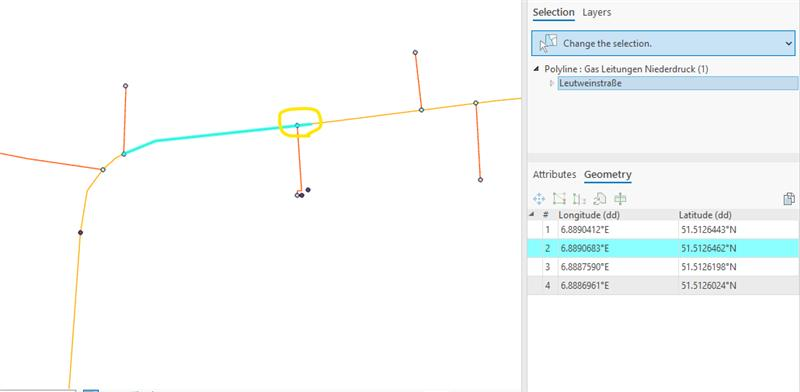 Selection Layers
Change the selection.
Polyline : Gas Leitungen Niederdruck (1)
Leutweinstraße
Attributes Geometry
# Longitude (dd) Latitude (dd)
1 6.8890412°E 51.5126443°N
2 6.8890683°E 51.5126462°N
3 6.8887590°E 51.5126198°N
4 6.8886961°E 51.5126024°N